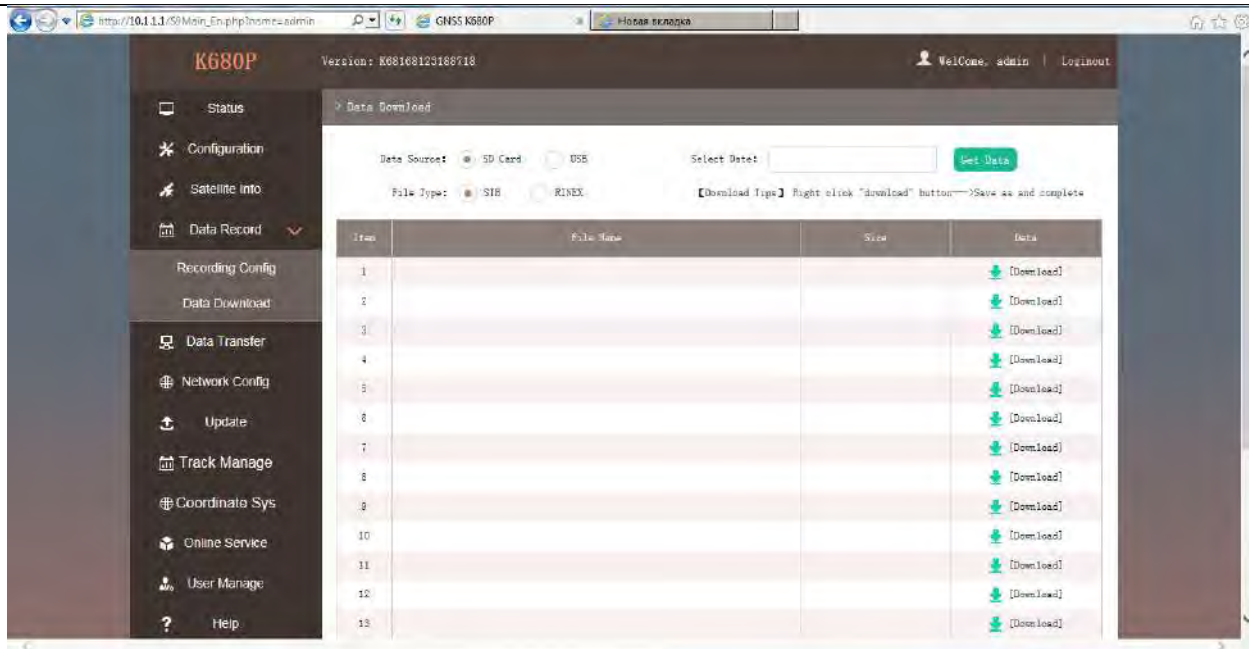 http://10.1.1.1/S9Main_En.php?name=admin
GNSS K680P
Новая вкладка
K680P
Version: K68168123188718
WelCome, admin | Loginout
Status
> Data Download
Configuration
Data Source: SD Card USB
Select Date: Get Data
Satellite Info
File Type: STH RINEX
【Download Tips】 Right click "download" button-->Save as and complete
Data Record
Item File Name Size Data
Recording Config
1 [Download]
Data Download
2 [Download]
3 [Download]
Data Transfer
4 [Download]
Network Config
5 [Download]
Update
6 [Download]
7 [Download]
Track Manage
8 [Download]
Coordinate Sys
9 [Download]
Online Service
10 [Download]
11 [Download]
User Manage
12 [Download]
Help
13 [Download]